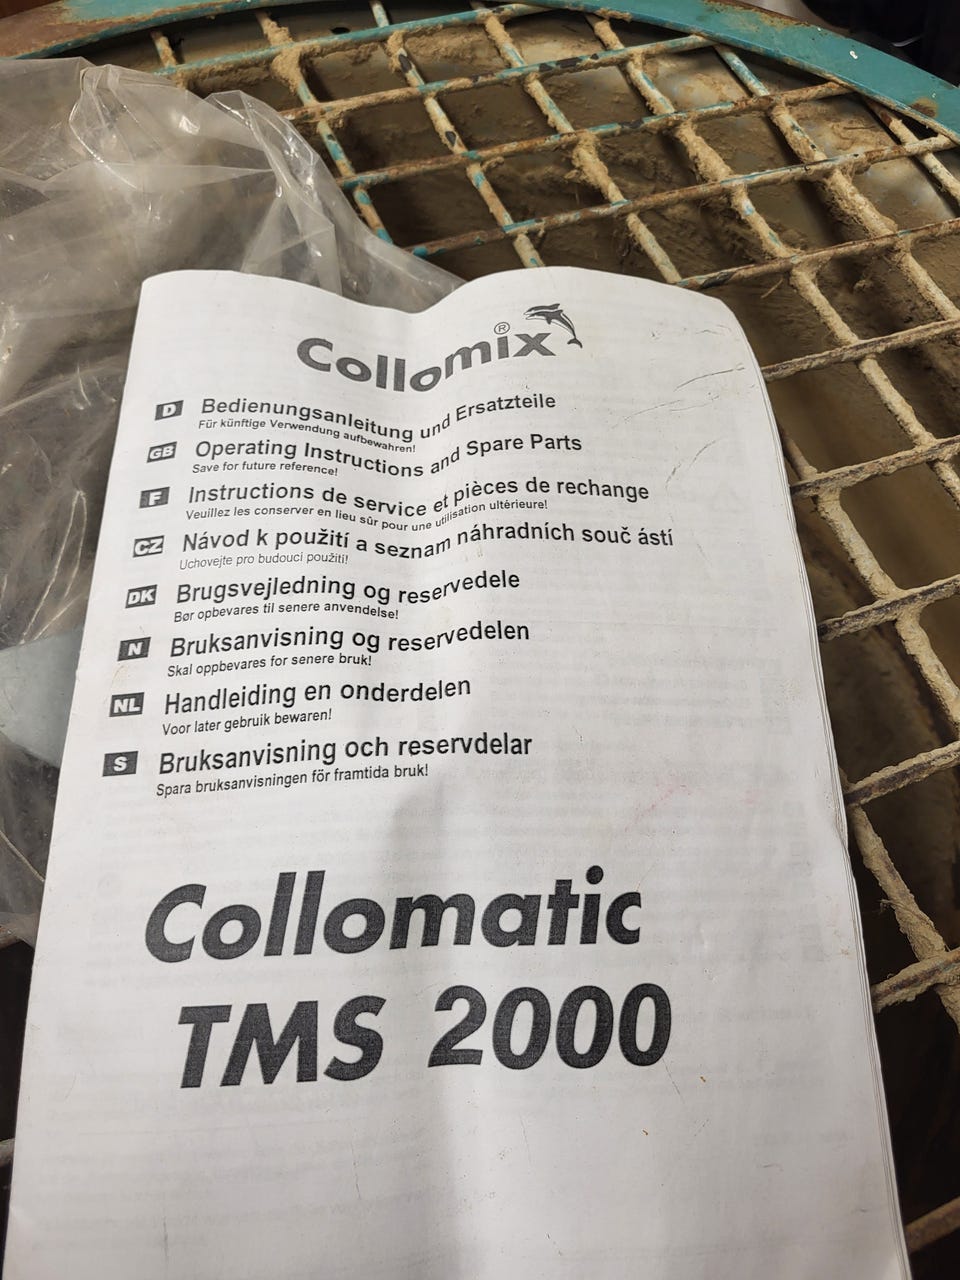 Collomix®
D Bedienungsanleitung und Ersatzteile
Für künftige Verwendung aufbewahren!
GB Operating Instructions and Spare Parts
Save for future reference!
F Instructions de service et pièces de rechange
Veuillez les conserver en lieu sûr pour une utilisation ultérieure!
CZ Návod k použití a seznam náhradních souč ástí
Uchovejte pro budouci použití!
DK Brugsvejledning og reservedele
Bør opbevares til senere anvendelse!
N Bruksanvisning og reservedelen
Skal oppbevares for senere bruk!
NL Handleiding en onderdelen
Voor later gebruik bewaren!
S Bruksanvisning och reservdelar
Spara bruksanvisningen för framtida bruk!
Collomatic
TMS 2000